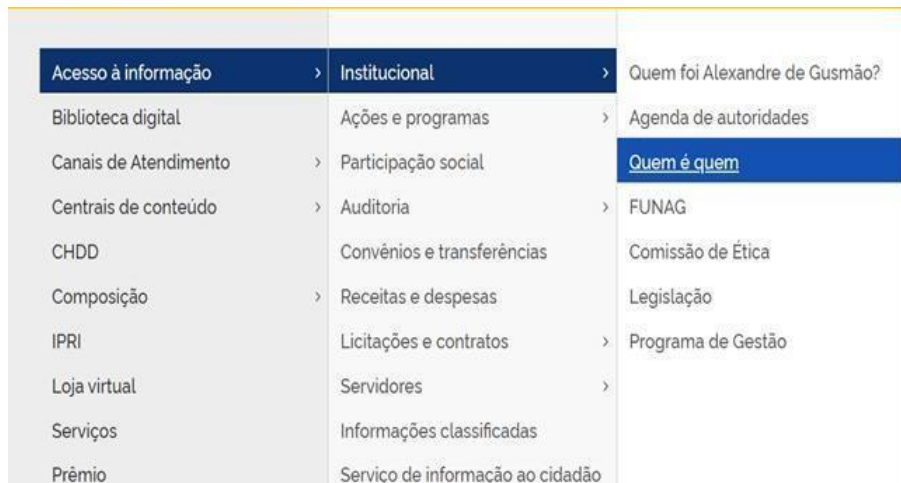 Acesso à informação
Biblioteca digital
Canais de Atendimento
Centrais de conteúdo
CHDD
Composição
IPRI
Loja virtual
Serviços
Prêmio
Institucional
Ações e programas
Participação social
Auditoria
Convênios e transferências
Receitas e despesas
Licitações e contratos
Servidores
Informações classificadas
Serviço de informação ao cidadão
Quem foi Alexandre de Gusmão?
Agenda de autoridades
Quem é quem
FUNAG
Comissão de Ética
Legislação
Programa de Gestão